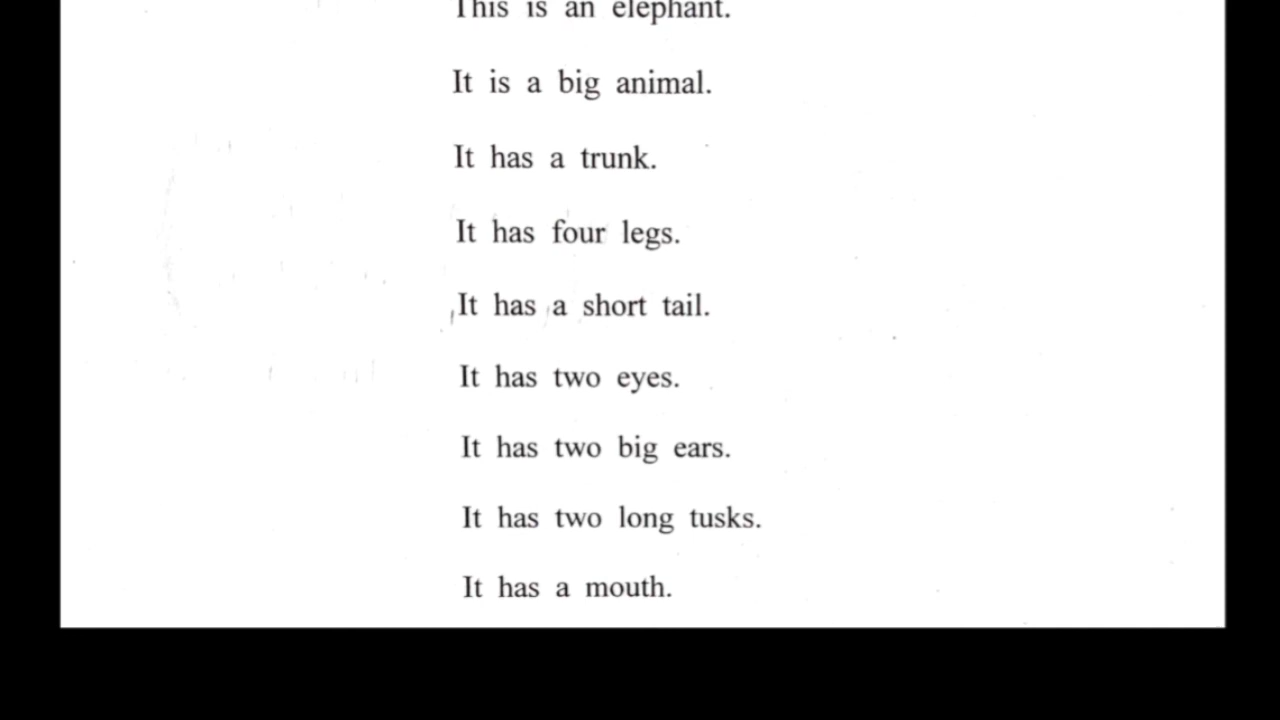 This is an elephant.
It is a big animal.
It has a trunk.
It has four legs.
It has a short tail.
It has two eyes.
It has two big ears.
It has two long tusks.
It has a mouth.